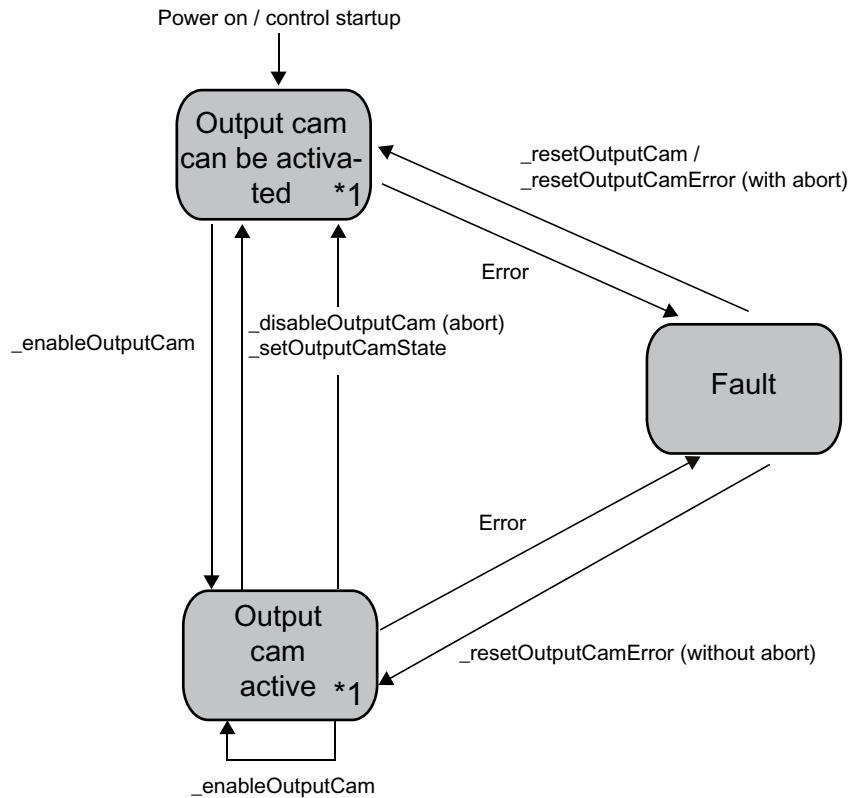 Power on / control startup
Output cam
can be activa-
ted *1
_resetOutputCam /
_resetOutputCamError (with abort)
Error
_enableOutputCam
_disableOutputCam (abort)
_setOutputCamState
Fault
Error
Output
cam
active *1
_resetOutputCamError (without abort)
_enableOutputCam